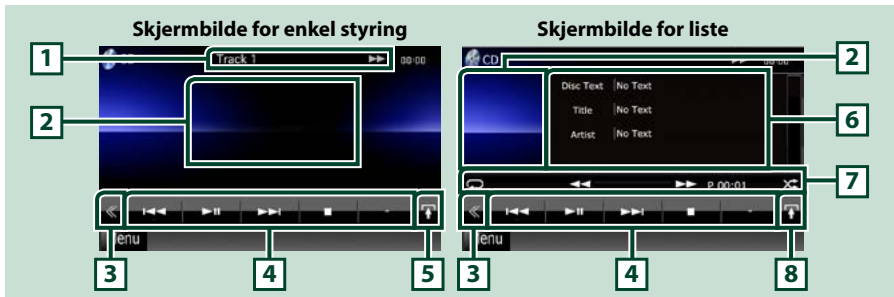 Skjermbilde for enkel styring
Skjermbilde for liste
1
Track 1
00:00
2
CD
2
Disc Text No Text
Title No Text
Artist No Text
6
P 00:01
7
enu
enu
3
4
5
3
4
8